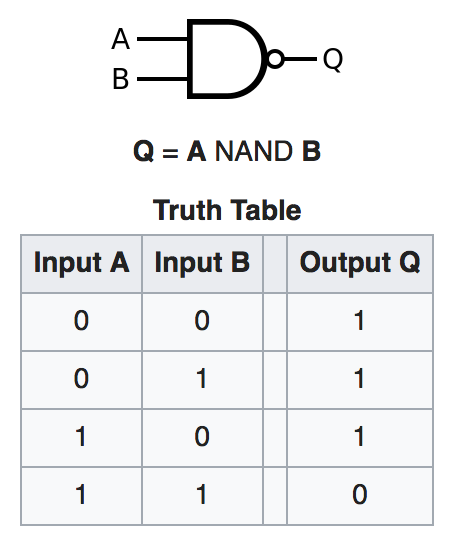 A
B
Q
Q = A NAND B
Truth Table
Input A Input B Output Q
0 0 1
0 1 1
1 0 1
1 1 0